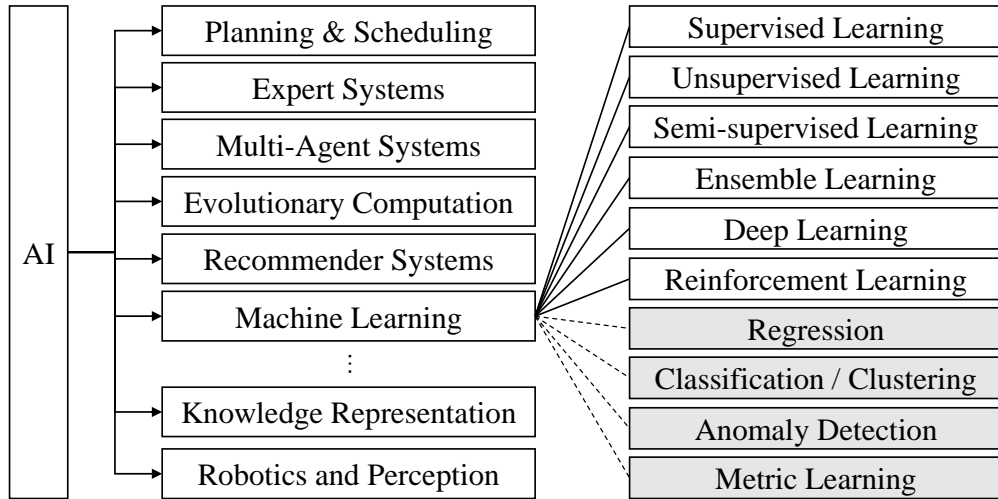 AI
Planning & Scheduling
Expert Systems
Multi-Agent Systems
Evolutionary Computation
Recommender Systems
Machine Learning
⋮
Knowledge Representation
Robotics and Perception
Supervised Learning
Unsupervised Learning
Semi-supervised Learning
Ensemble Learning
Deep Learning
Reinforcement Learning
Regression
Classification / Clustering
Anomaly Detection
Metric Learning